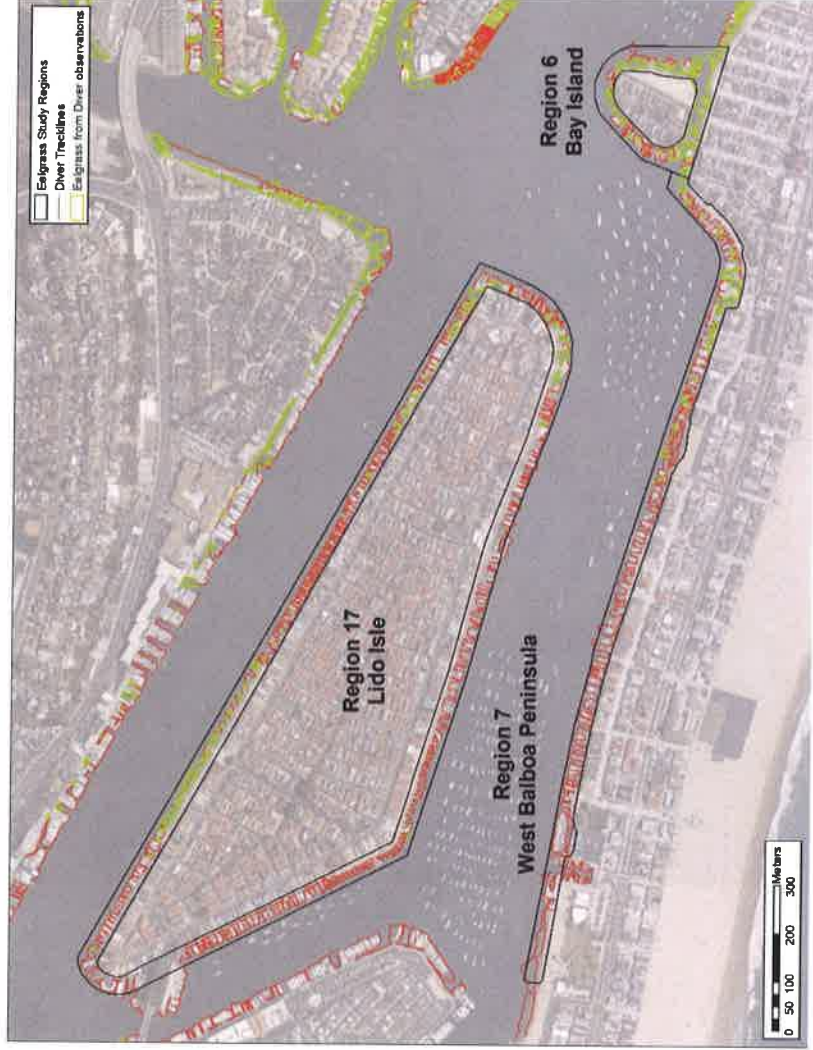 Eelgrass Study Regions
Diver Tracklines
Eelgrass from Diver observations
Region 6
Bay Island
Region 17
Lido Isle
Region 7
West Balboa Peninsula
Meters
0 50 100 200 300